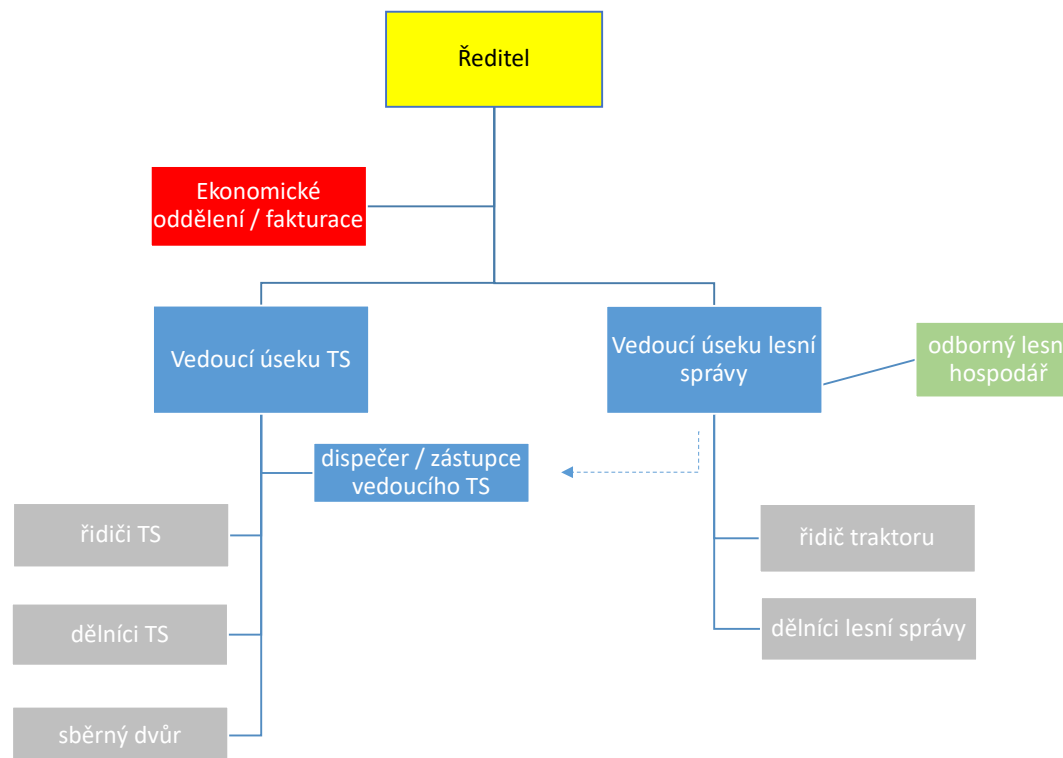 Ředitel
Ekonomické
oddělení / fakturace
Vedoucí úseku TS
Vedoucí úseku lesní
správy
odborný lesn
hospodář
dispečer / zástupce
vedoucího TS
řidiči TS
řidič traktoru
dělníci TS
dělníci lesní správy
sběrný dvůr